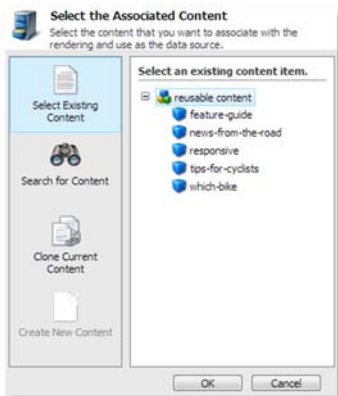 Select the Associated Content
Select the content that you want to associate with the
rendering and use as the data source.
Select Existing
Content
Search for Content
Clone Current
Content
Create New Content
Select an existing content item.
reusable content
feature-guide
news-from-the-road
responsive
tips-for-cyclists
which-bike
OK
Cancel